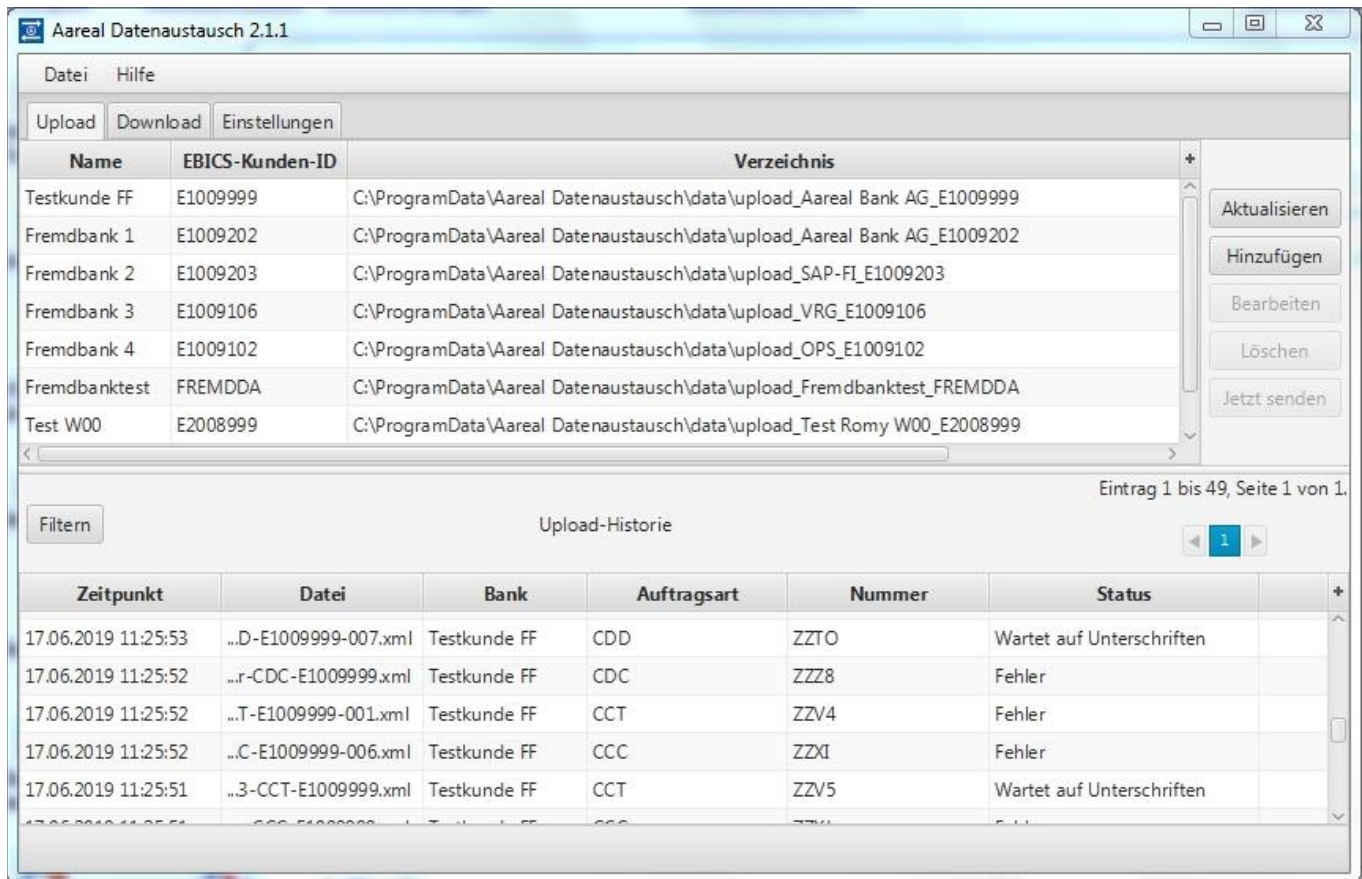 Aareal Datenaustausch 2.1.1
Datei Hilfe
Upload Download Einstellungen
Name EBICS-Kunden-ID Verzeichnis +
Testkunde FF E1009999 C:\ProgramData\Aareal Datenaustausch\data\upload_Aareal Bank AG_E1009999
Fremdbank 1 E1009202 C:\ProgramData\Aareal Datenaustausch\data\upload_Aareal Bank AG_E1009202
Fremdbank 2 E1009203 C:\ProgramData\Aareal Datenaustausch\data\upload_SAP-FI_E1009203
Fremdbank 3 E1009106 C:\ProgramData\Aareal Datenaustausch\data\upload_VRG_E1009106
Fremdbank 4 E1009102 C:\ProgramData\Aareal Datenaustausch\data\upload_OPS_E1009102
Fremdbanktest FREMDDA C:\ProgramData\Aareal Datenaustausch\data\upload_Fremdbanktest_FREMDDA
Test W00 E2008999 C:\ProgramData\Aareal Datenaustausch\data\upload_Test Romy W00_E2008999
Aktualisieren
Hinzufügen
Bearbeiten
Löschen
Jetzt senden
Eintrag 1 bis 49, Seite 1 von 1.
Filtern Upload-Historie 1
Zeitpunkt Datei Bank Auftragsart Nummer Status +
17.06.2019 11:25:53 ...D-E1009999-007.xml Testkunde FF CDD ZZTO Wartet auf Unterschriften
17.06.2019 11:25:52 ...r-CDC-E1009999.xml Testkunde FF CDC ZZZ8 Fehler
17.06.2019 11:25:52 ...T-E1009999-001.xml Testkunde FF CCT ZZV4 Fehler
17.06.2019 11:25:52 ...C-E1009999-006.xml Testkunde FF CCC ZZXI Fehler
17.06.2019 11:25:51 ...3-CCT-E1009999.xml Testkunde FF CCT ZZV5 Wartet auf Unterschriften